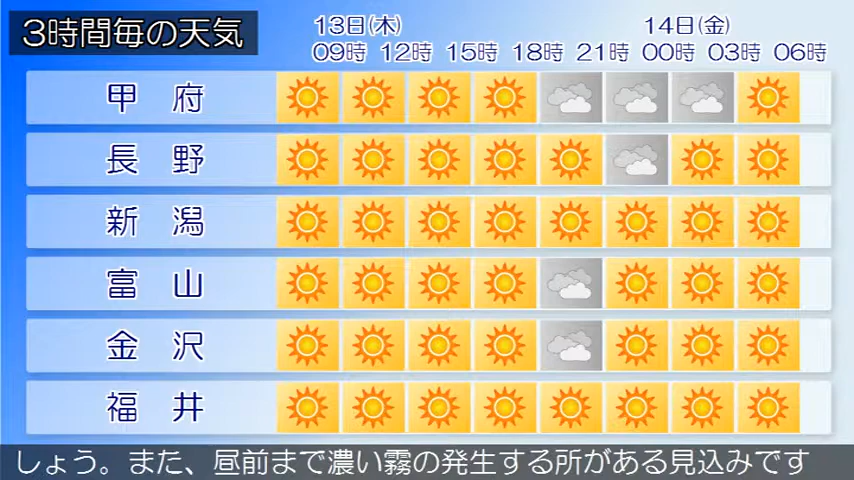 3時間毎の天気
13日(木) 14日(金)
09時 12時 15時 18時 21時 00時 03時 06時
甲 府
長 野
新 潟
富 山
金 沢
福 井
しょう。また、昼前まで濃い霧の発生する所がある見込みです